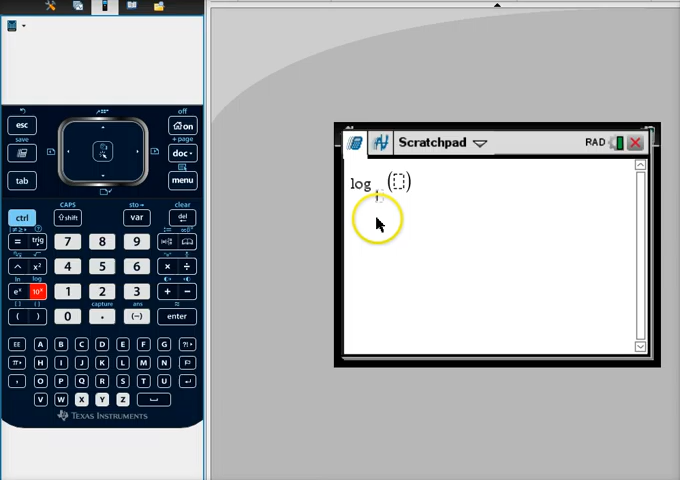 off
esc
on
save
+ page
doc
tab
menu
CAPS
sto→
clear
ctrl
⇧shift
var
del
= trig 7 8 9
^ x² 4 5 6 × ÷
ln log
eˣ 10ˣ 1 2 3 + −
capture ans
( ) 0 . (−) enter
EE A B C D E F G ?!
π H I J K L M N
, O P Q R S T U
V W X Y Z
TEXAS INSTRUMENTS
Scratchpad
RAD
log ( )